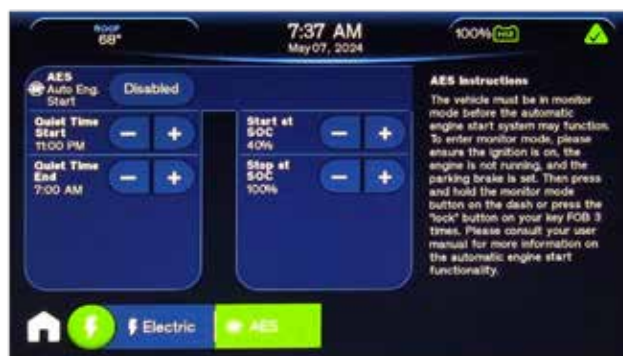 ROOF
68°
7:37 AM
May 07, 2024
100%
AES
Auto Eng.
Start
Disabled
Quiet Time
Start
11:00 PM
− +
Start at
SOC
40%
− +
Quiet Time
End
7:00 AM
− +
Stop at
SOC
100%
− +
AES Instructions
The vehicle must be in monitor
mode before the automatic
engine start system may function.
To enter monitor mode, please
ensure the ignition is on, the
engine is not running, and the
parking brake is set. Then press
and hold the monitor mode
button on the dash or press the
"lock" button on your key FOB 3
times. Please consult your user
manual for more information on
the automatic engine start
functionality.
Electric
AES